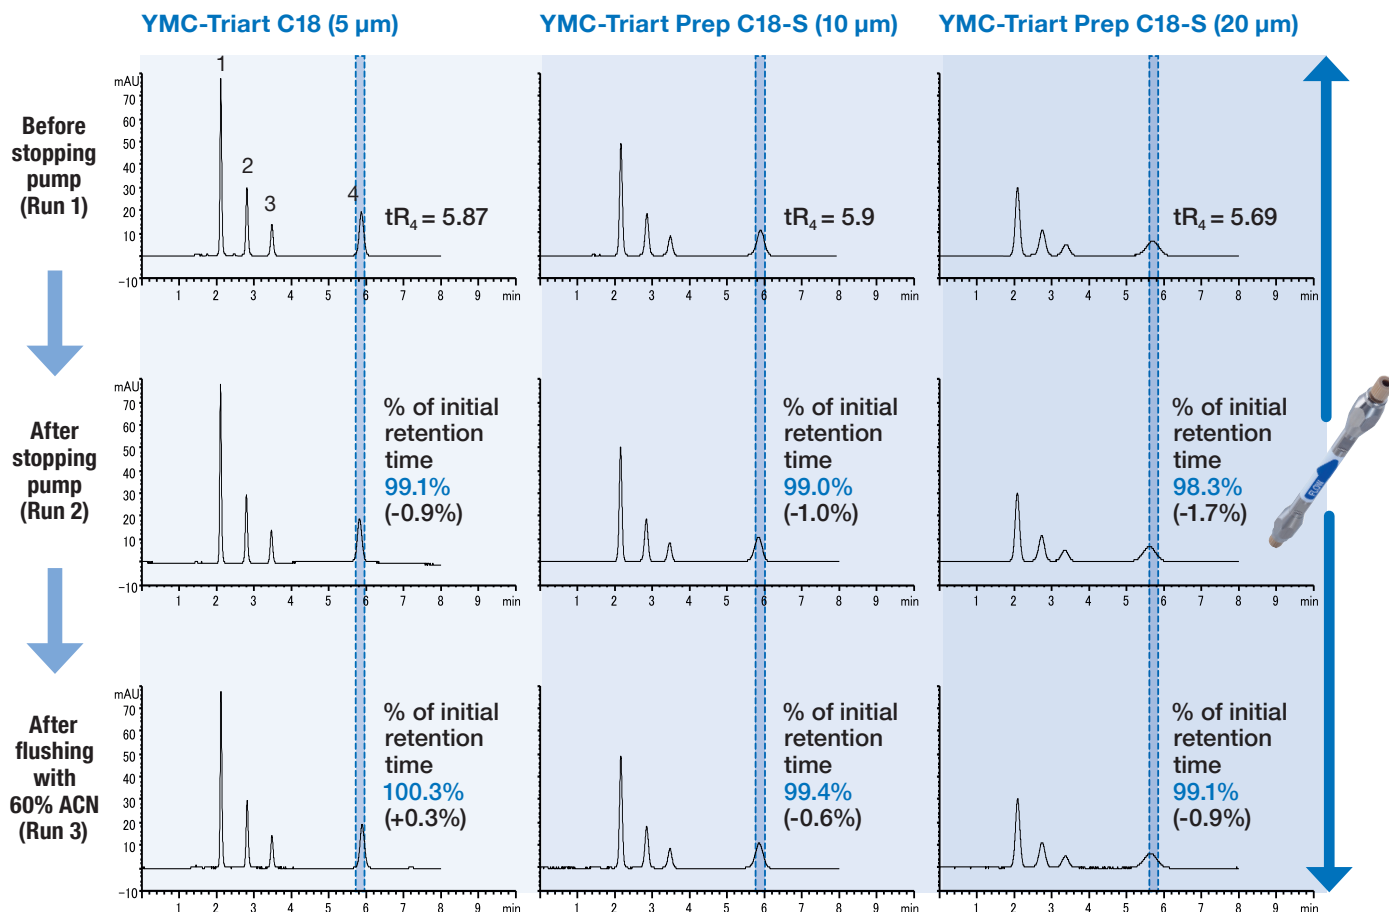 YMC-Triart C18 (5 µm)
YMC-Triart Prep C18-S (10 µm)
YMC-Triart Prep C18-S (20 µm)
Before
stopping
pump
(Run 1)
mAU
70
60
50
40
30
20
10
−10
1
2
3
4
tR4 = 5.87
1 2 3 4 5 6 7 8 9 min
tR4 = 5.9
1 2 3 4 5 6 7 8 9 min
tR4 = 5.69
1 2 3 4 5 6 7 8 9 min
After
stopping
pump
(Run 2)
mAU
70
60
50
40
30
20
10
−10
% of initial
retention
time
99.1%
(-0.9%)
1 2 3 4 5 6 7 8 9 min
% of initial
retention
time
99.0%
(-1.0%)
1 2 3 4 5 6 7 8 9 min
% of initial
retention
time
98.3%
(-1.7%)
1 2 3 4 5 6 7 8 9 min
FLOW
After
flushing
with
60% ACN
(Run 3)
mAU
70
60
50
40
30
20
10
−10
% of initial
retention
time
100.3%
(+0.3%)
1 2 3 4 5 6 7 8 9 min
% of initial
retention
time
99.4%
(-0.6%)
1 2 3 4 5 6 7 8 9 min
% of initial
retention
time
99.1%
(-0.9%)
1 2 3 4 5 6 7 8 9 min